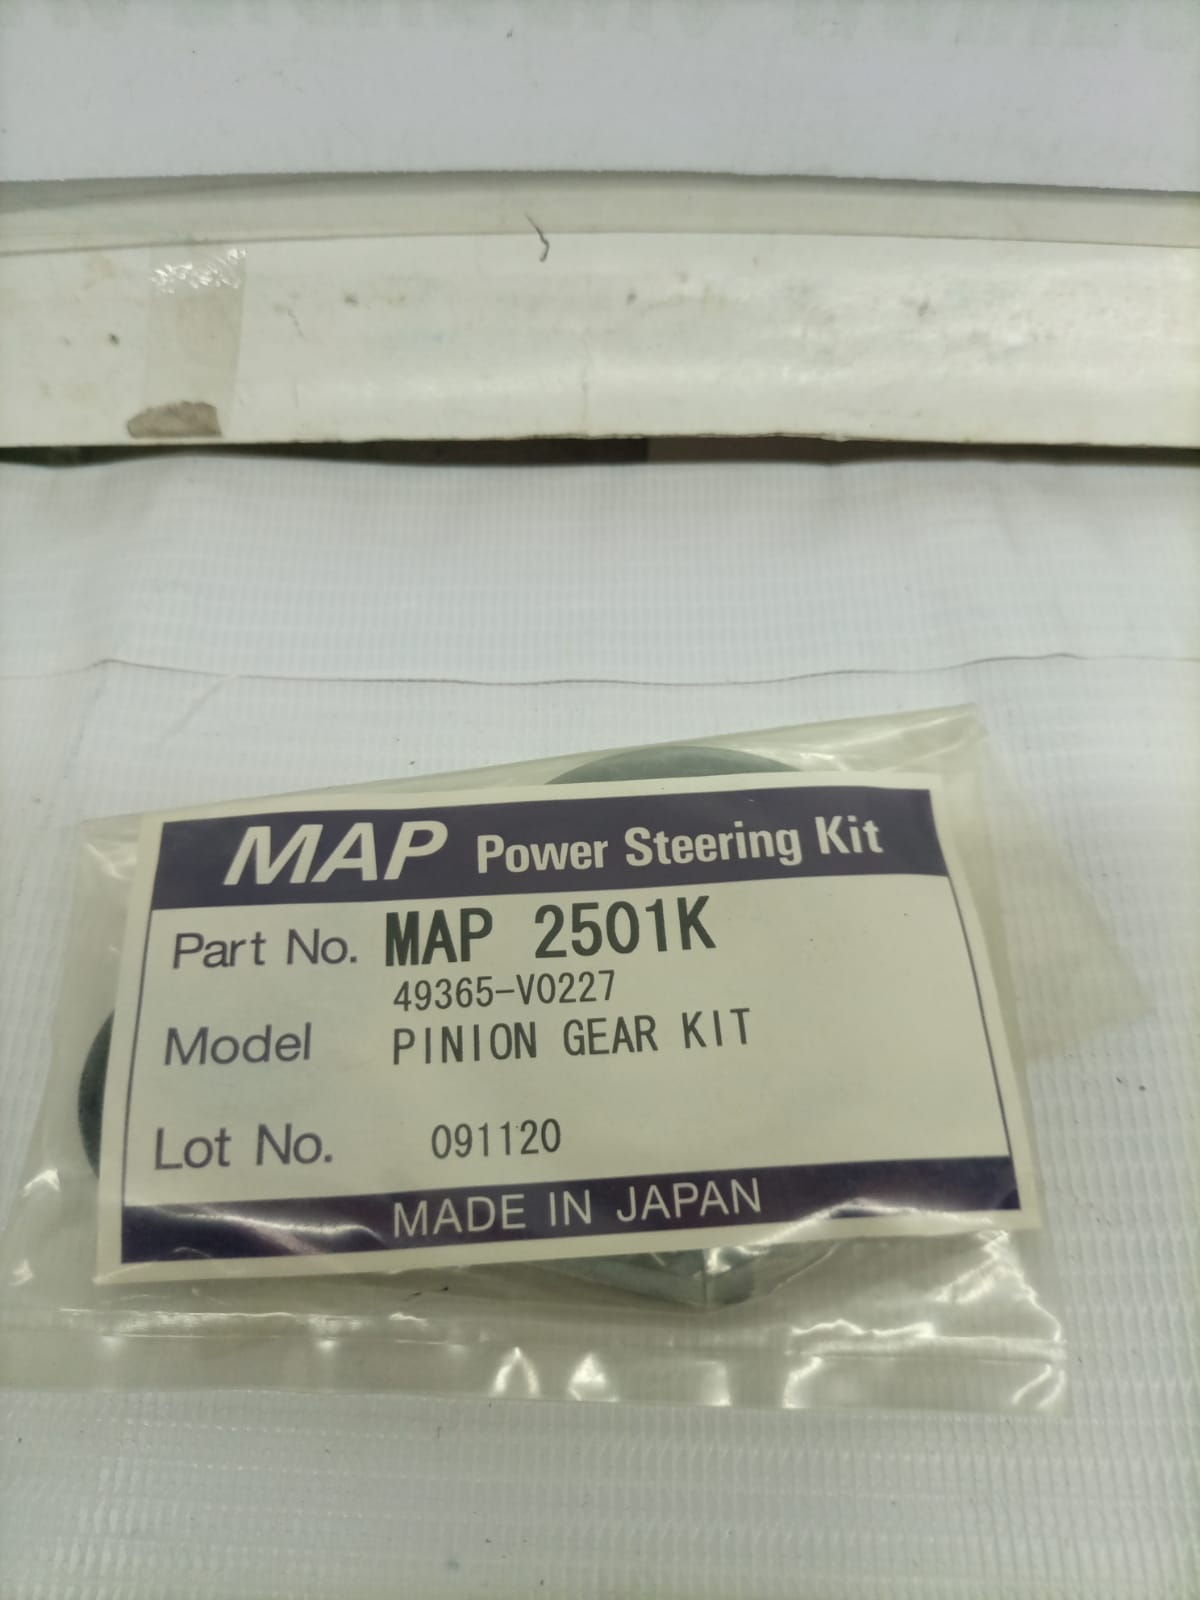 MAP Power Steering Kit
Part No. MAP 2501K
49365-V0227
Model PINION GEAR KIT
Lot No. 091120
MADE IN JAPAN